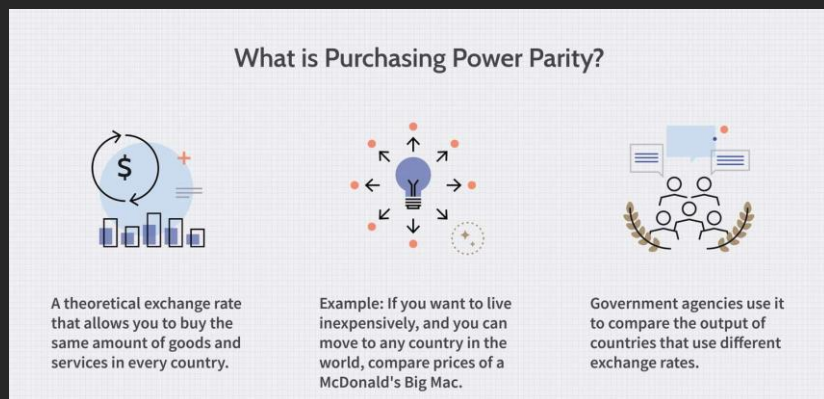 What is Purchasing Power Parity?
$
A theoretical exchange rate
that allows you to buy the
same amount of goods and
services in every country.
Example: If you want to live
inexpensively, and you can
move to any country in the
world, compare prices of a
McDonald's Big Mac.
Government agencies use it
to compare the output of
countries that use different
exchange rates.